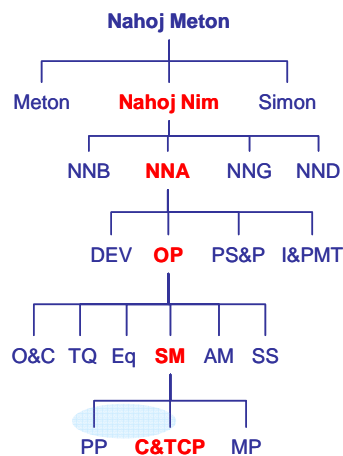 Nahoj Meton
Meton Nahoj Nim Simon
NNB NNA NNG NND
DEV OP PS&P I&PMT
O&C TQ Eq SM AM SS
PP C&TCP MP